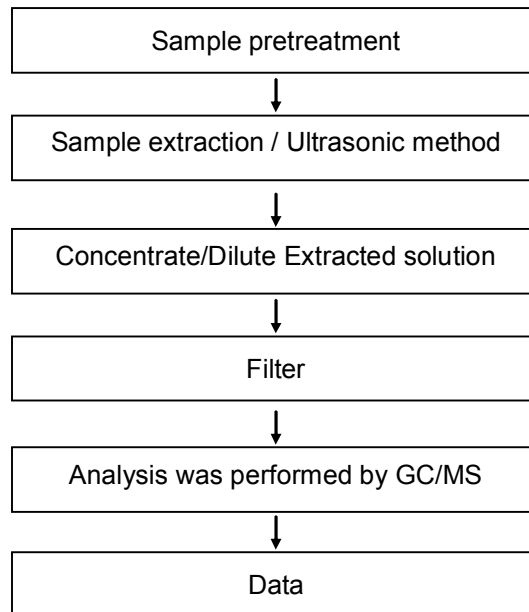 Sample pretreatment
Sample extraction / Ultrasonic method
Concentrate/Dilute Extracted solution
Filter
Analysis was performed by GC/MS
Data